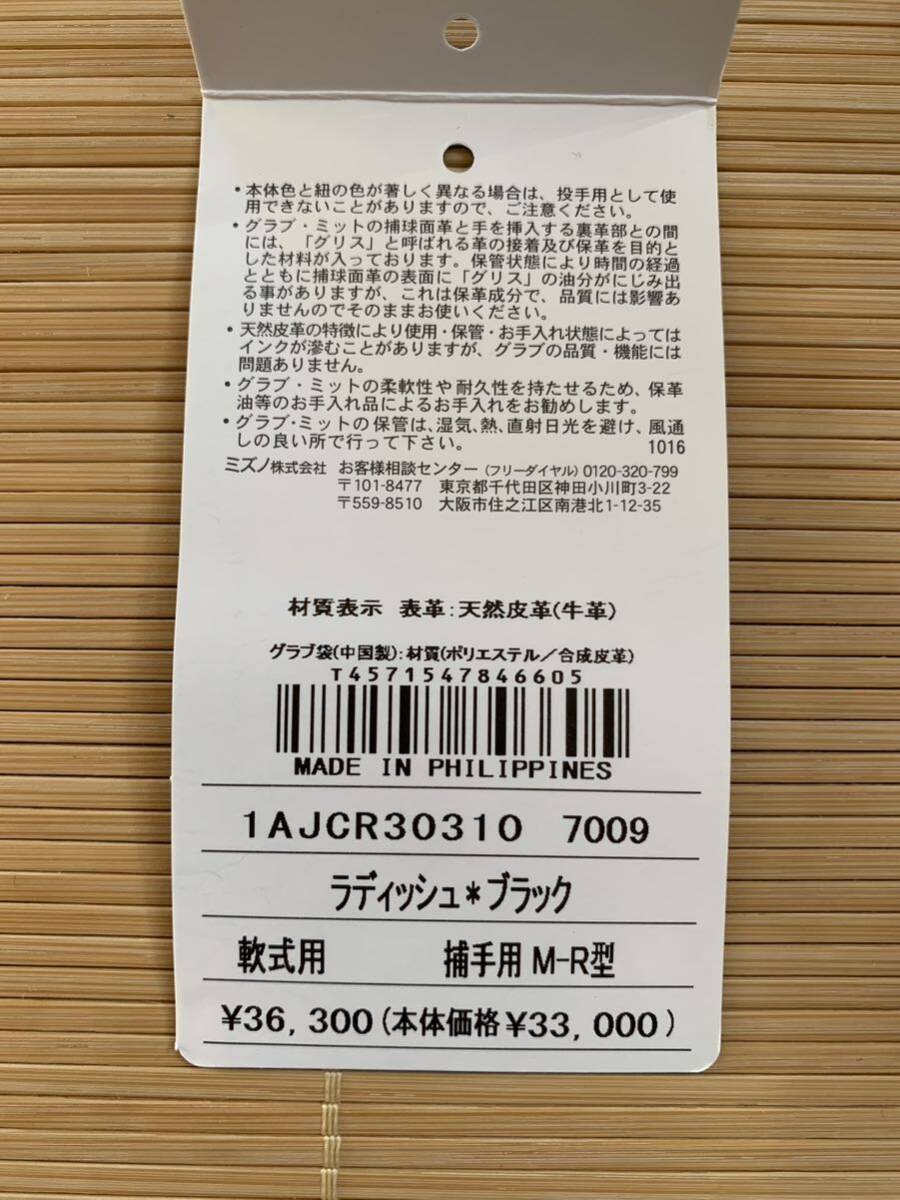 ・本体色と紐の色が著しく異なる場合は、投手用として使
用できないことがありますので、ご注意ください。
・グラブ・ミットの捕球面革と手を挿入する裏革部との間
には、「グリス」と呼ばれる革の接着及び保革を目的と
した材料が入っております。保管状態により時間の経過
とともに捕球面革の表面に「グリス」の油分がにじみ出
る事がありますが、これは保革成分で、品質には影響あ
りませんのでそのままお使いください。
・天然皮革の特徴により使用・保管・お手入れ状態によっては
インクが滲むことがありますが、グラブの品質・機能には
問題ありません。
・グラブ・ミットの柔軟性や耐久性を持たせるため、保革
油等のお手入れ品によるお手入れをお勧めします。
・グラブ・ミットの保管は、湿気、熱、直射日光を避け、風通
しの良い所で行って下さい。 1016
ミズノ株式会社 お客様相談センター(フリーダイヤル)0120-320-799
〒101-8477 東京都千代田区神田小川町3-22
〒559-8510 大阪市住之江区南港北1-12-35
材質表示 表革:天然皮革(牛革)
グラブ袋(中国製):材質(ポリエステル/合成皮革)
T4571547846605
MADE IN PHILIPPINES
1AJCR30310 7009
ラディッシュ*ブラック
軟式用 捕手用 M-R型
¥36,300(本体価格¥33,000)